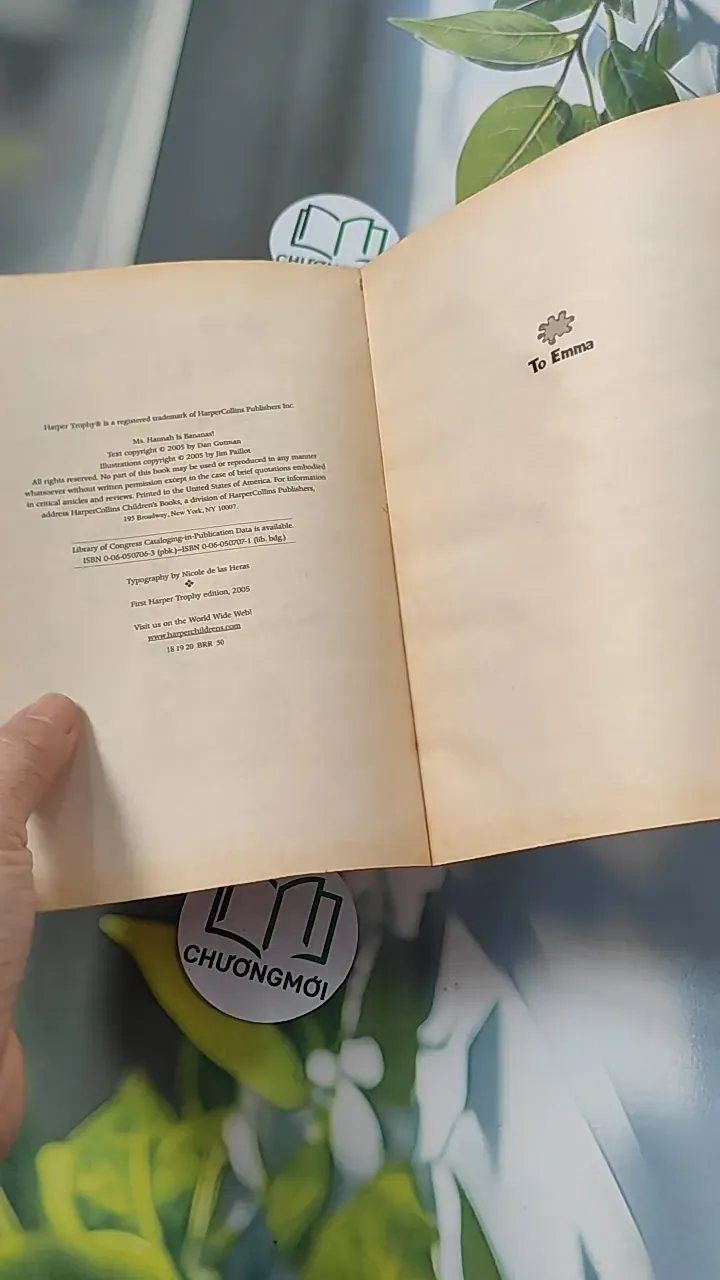 CHƯƠN
Harper Trophy® is a registered trademark of HarperCollins Publishers Inc.
Ms. Hannah Is Bananas!
Text copyright © 2005 by Dan Gutman
Illustrations copyright © 2005 by Jim Paillot
All rights reserved. No part of this book may be used or reproduced in any manner
whatsoever without written permission except in the case of brief quotations embodied
in critical articles and reviews. Printed in the United States of America. For information
address HarperCollins Children's Books, a division of HarperCollins Publishers,
195 Broadway, New York, NY 10007.
Library of Congress Cataloging-in-Publication Data is available.
ISBN 0-06-050706-3 (pbk.)–ISBN 0-06-050707-1 (lib. bdg.)
Typography by Nicole de las Heras
First Harper Trophy edition, 2005
Visit us on the World Wide Web!
www.harperchildrens.com
18 19 20 BRR 50
To Emma
CHƯƠNGMỚI